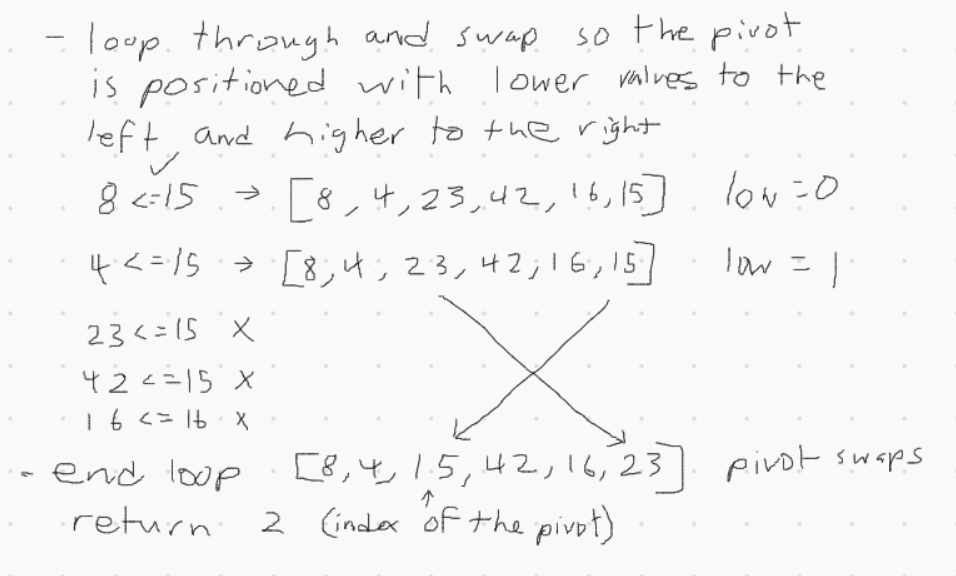 - loop through and swap so the pivot
is positioned with lower values to the
left and higher to the right
8 <=15 → [8, 4, 23, 42, 16, 15] low = 0
4 <= 15 → [8, 4, 23, 42, 16, 15] low = 1
23 <= 15 X
42 <= 15 X
16 <= 16 X
- end loop [8, 4, 15, 42, 16, 23] pivot swaps
return 2 (index of the pivot)